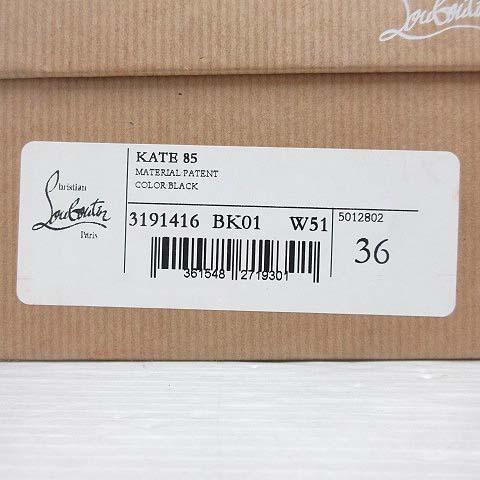 Louboutin
KATE 85
MATERIAL PATENT
COLOR BLACK
Christian
Louboutin
Paris
3191416 BK01 W51
5012802
36
361548 2719301